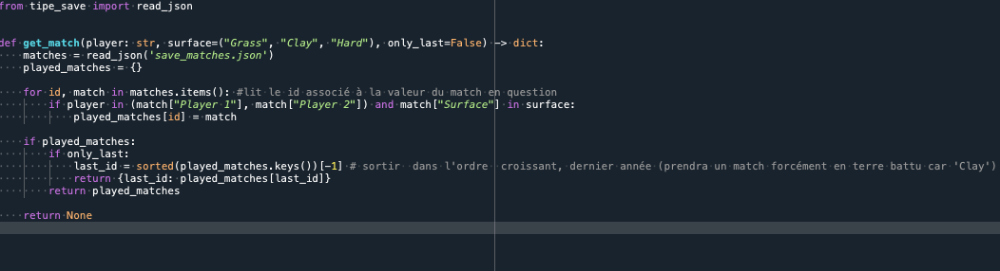 from tipe_save import read_json
def get_match(player: str, surface=("Grass", "Clay", "Hard"), only_last=False) -> dict:
    matches = read_json('save_matches.json')
    played_matches = {}
    for id, match in matches.items(): #lit le id associé à la valeur du match en question
        if player in (match["Player 1"], match["Player 2"]) and match["Surface"] in surface:
            played_matches[id] = match
    if played_matches:
        if only_last:
            last_id = sorted(played_matches.keys())[-1] # sortir  dans l'ordre  croissant, dernier année (prendra un match forcément en terre battu car 'Clay')
            return {last_id: played_matches[last_id]}
        return played_matches
    return None